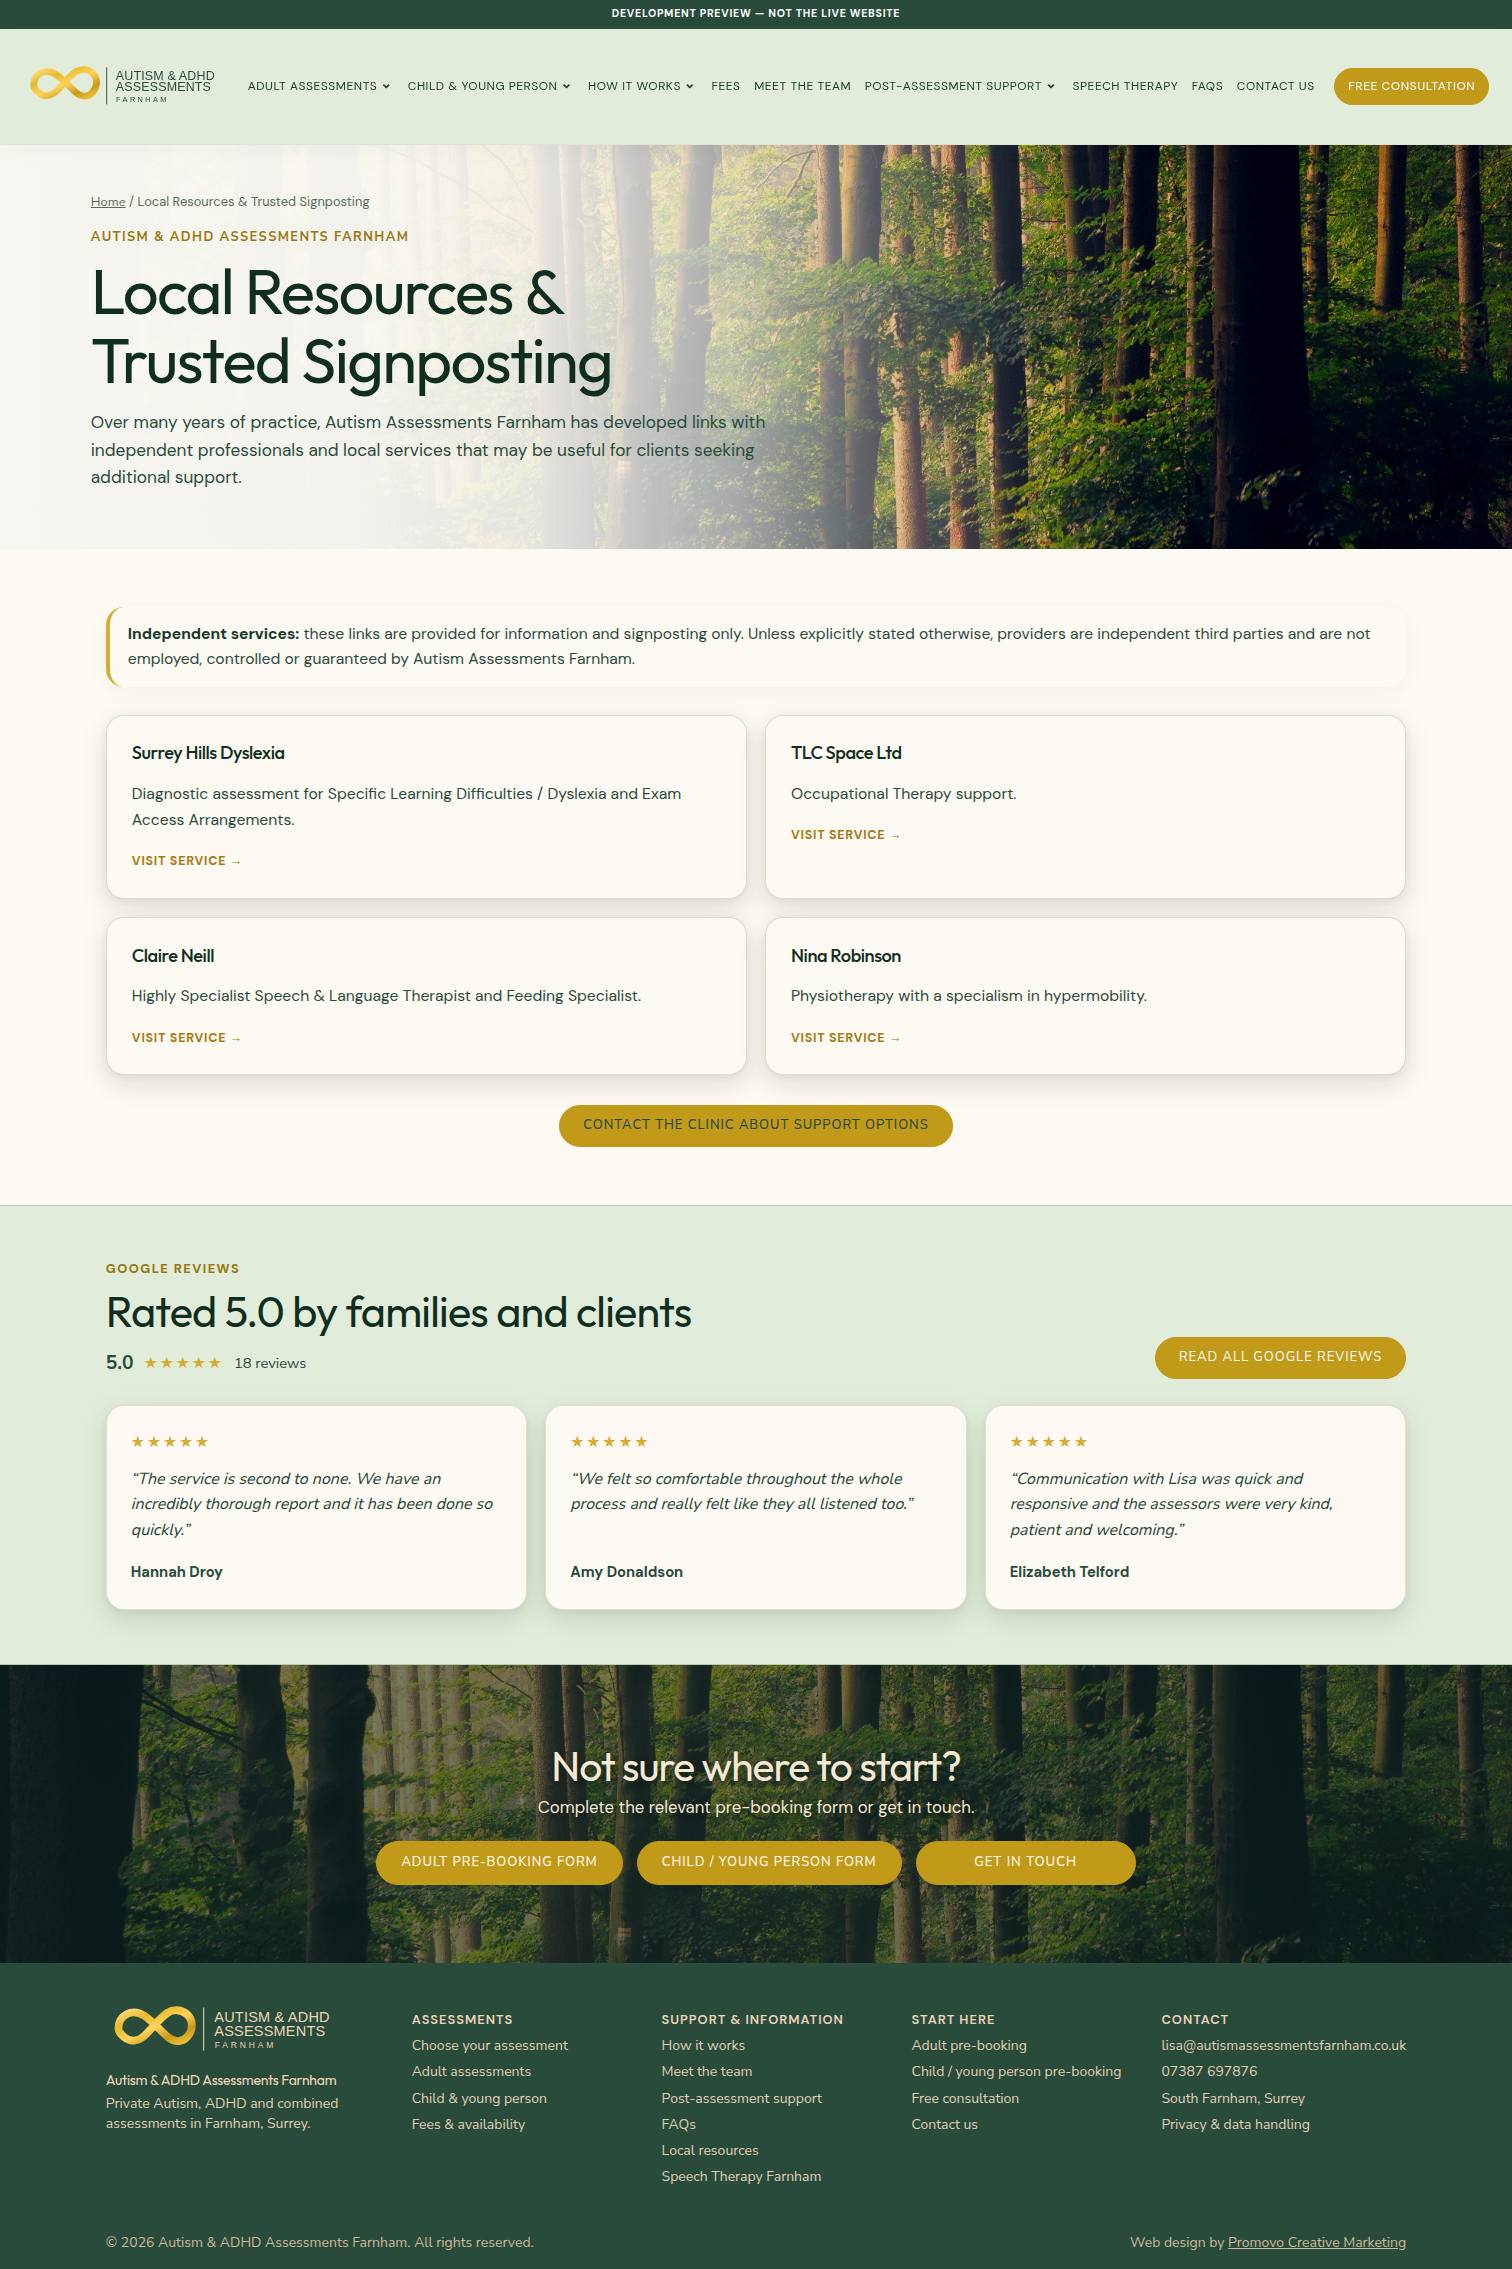 DEVELOPMENT PREVIEW — NOT THE LIVE WEBSITE
AUTISM & ADHD
ASSESSMENTS
FARNHAM
ADULT ASSESSMENTS
CHILD & YOUNG PERSON
HOW IT WORKS
FEES
MEET THE TEAM
POST-ASSESSMENT SUPPORT
SPEECH THERAPY
FAQS
CONTACT US
FREE CONSULTATION
Home / Local Resources & Trusted Signposting
AUTISM & ADHD ASSESSMENTS FARNHAM
Local Resources &
Trusted Signposting
Over many years of practice, Autism Assessments Farnham has developed links with
independent professionals and local services that may be useful for clients seeking
additional support.
Independent services: these links are provided for information and signposting only. Unless explicitly stated otherwise, providers are independent third parties and are not
employed, controlled or guaranteed by Autism Assessments Farnham.
Surrey Hills Dyslexia
Diagnostic assessment for Specific Learning Difficulties / Dyslexia and Exam
Access Arrangements.
VISIT SERVICE →
TLC Space Ltd
Occupational Therapy support.
VISIT SERVICE →
Claire Neill
Highly Specialist Speech & Language Therapist and Feeding Specialist.
VISIT SERVICE →
Nina Robinson
Physiotherapy with a specialism in hypermobility.
VISIT SERVICE →
CONTACT THE CLINIC ABOUT SUPPORT OPTIONS
GOOGLE REVIEWS
Rated 5.0 by families and clients
5.0 ★★★★★ 18 reviews
READ ALL GOOGLE REVIEWS
★★★★★
“The service is second to none. We have an
incredibly thorough report and it has been done so
quickly.”
Hannah Droy
★★★★★
“We felt so comfortable throughout the whole
process and really felt like they all listened too.”
Amy Donaldson
★★★★★
“Communication with Lisa was quick and
responsive and the assessors were very kind,
patient and welcoming.”
Elizabeth Telford
Not sure where to start?
Complete the relevant pre-booking form or get in touch.
ADULT PRE-BOOKING FORM
CHILD / YOUNG PERSON FORM
GET IN TOUCH
AUTISM & ADHD
ASSESSMENTS
FARNHAM
Autism & ADHD Assessments Farnham
Private Autism, ADHD and combined
assessments in Farnham, Surrey.
ASSESSMENTS
Choose your assessment
Adult assessments
Child & young person
Fees & availability
SUPPORT & INFORMATION
How it works
Meet the team
Post-assessment support
FAQs
Local resources
Speech Therapy Farnham
START HERE
Adult pre-booking
Child / young person pre-booking
Free consultation
Contact us
CONTACT
lisa@autismassessmentsfarnham.co.uk
07387 697876
South Farnham, Surrey
Privacy & data handling
© 2026 Autism & ADHD Assessments Farnham. All rights reserved.
Web design by Promovo Creative Marketing